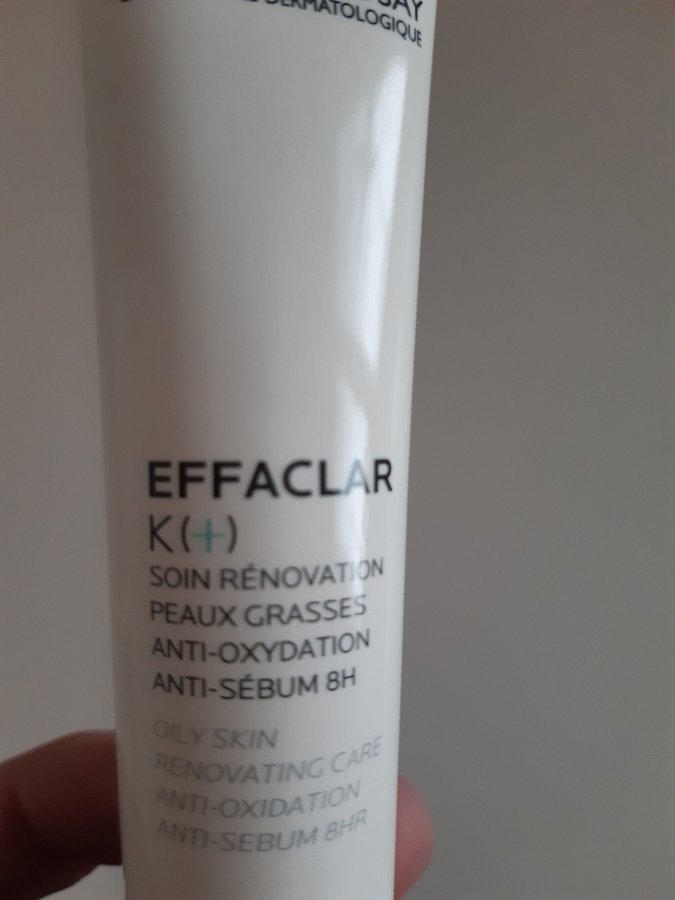 DERMATOLOGIQUE
EFFACLAR
K(+)
SOIN RÉNOVATION
PEAUX GRASSES
ANTI-OXYDATION
ANTI-SÉBUM 8H
OILY SKIN
RENOVATING CARE
ANTI-OXIDATION
ANTI-SEBUM 8HR